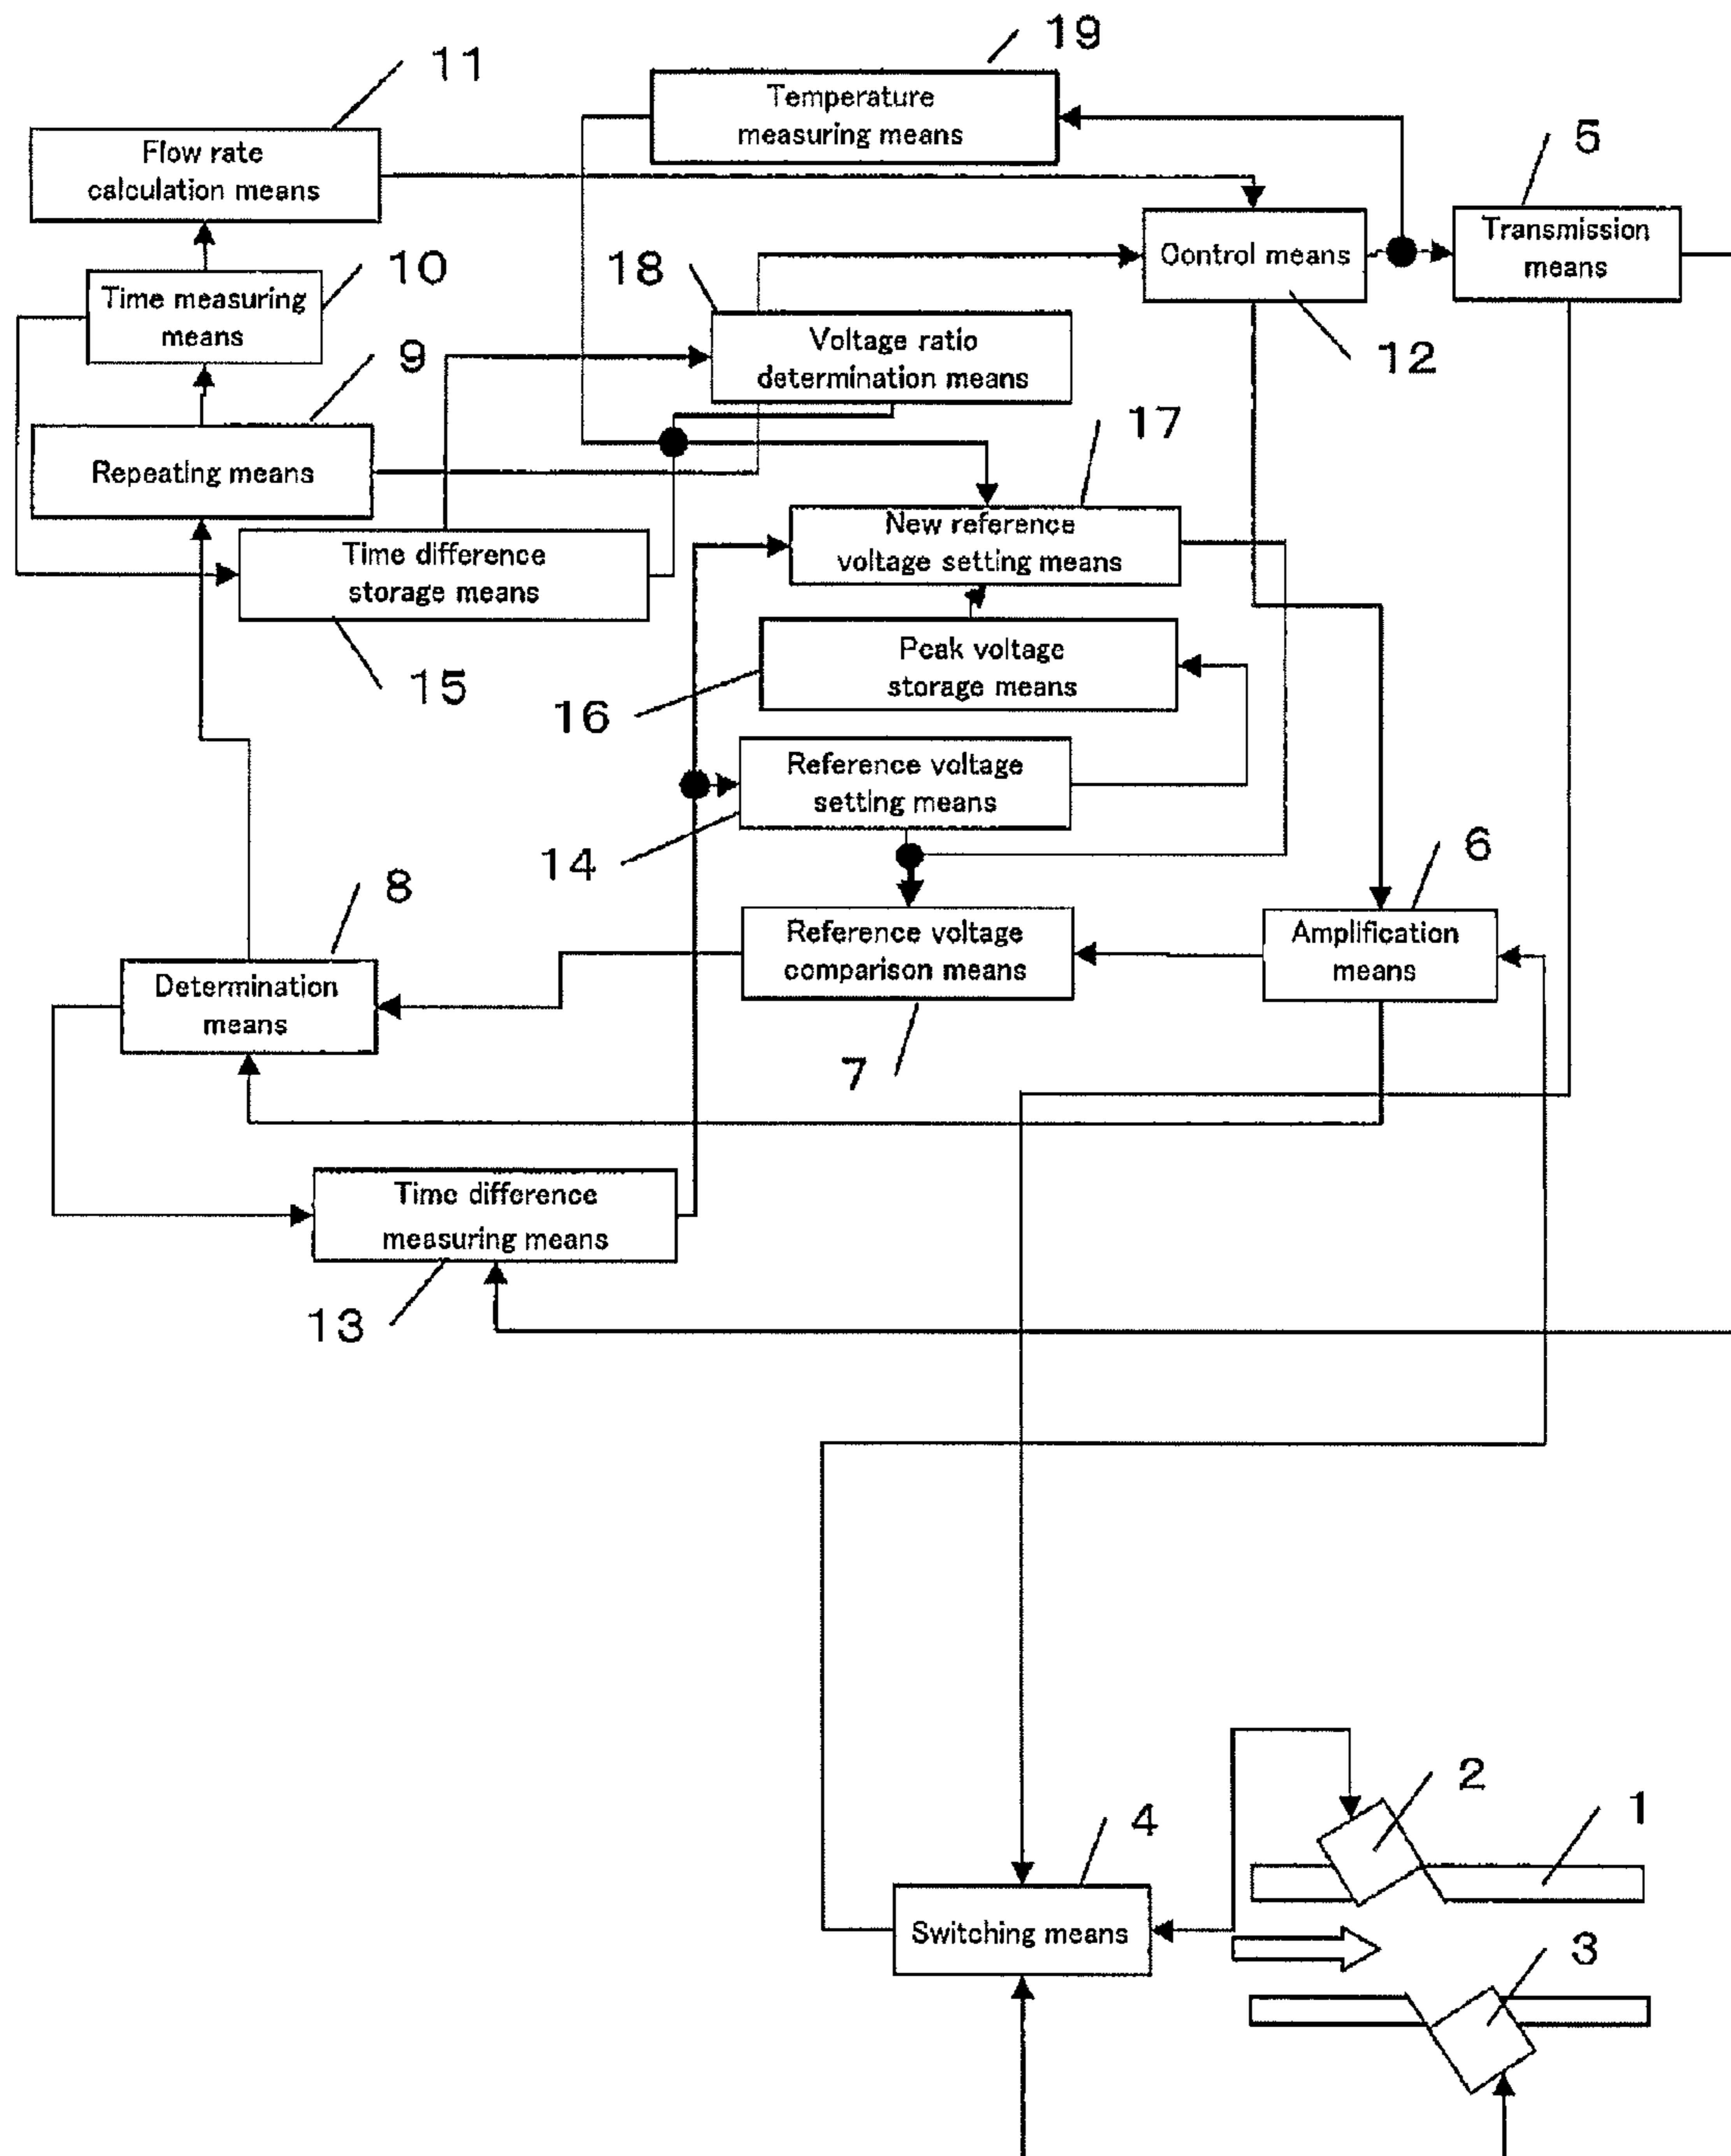 19
11
Temperature
measuring means
5
Flow rate
calculation means
Transmission
means
Control means
10
18
Time measuring
means
Voltage ratio
determination means
12
9
17
Repeating means
New reference
voltage setting means
Time difference
storage means
Peak voltage
storage means
15
16
Reference voltage
setting means
14
6
8
Reference voltage
comparison means
Amplification
means
Determination
means
7
Time difference
measuring means
13
2
1
4
Switching means
3